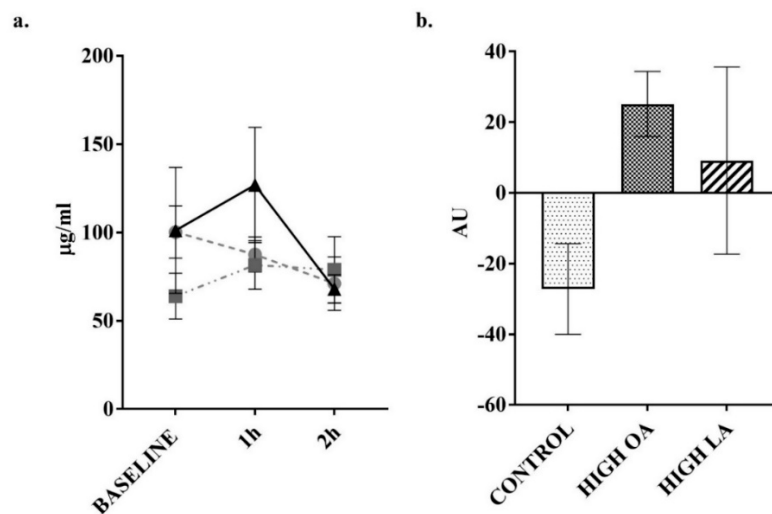 a.
200
150
100
50
0
µg/ml
BASELINE
1h
2h
b.
40
20
0
-20
-40
-60
AU
CONTROL
HIGH OA
HIGH LA